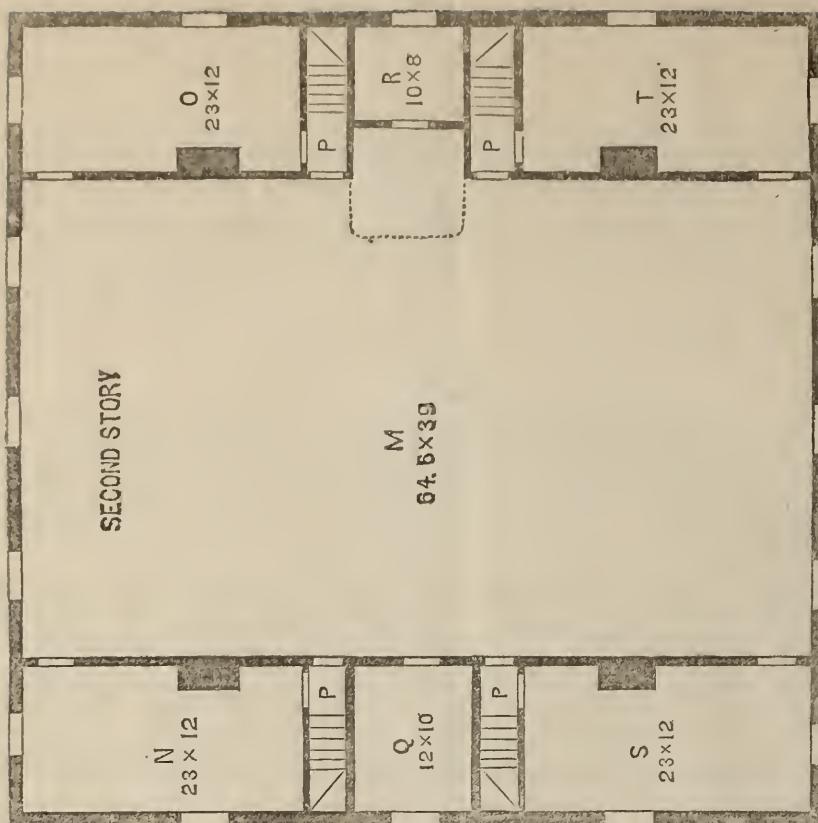 SECOND STORY
N
23×12
O
23×12
P
P
Q
12×10
M
64.6×39
R
10×8
P
P
S
23×12
T
23×12